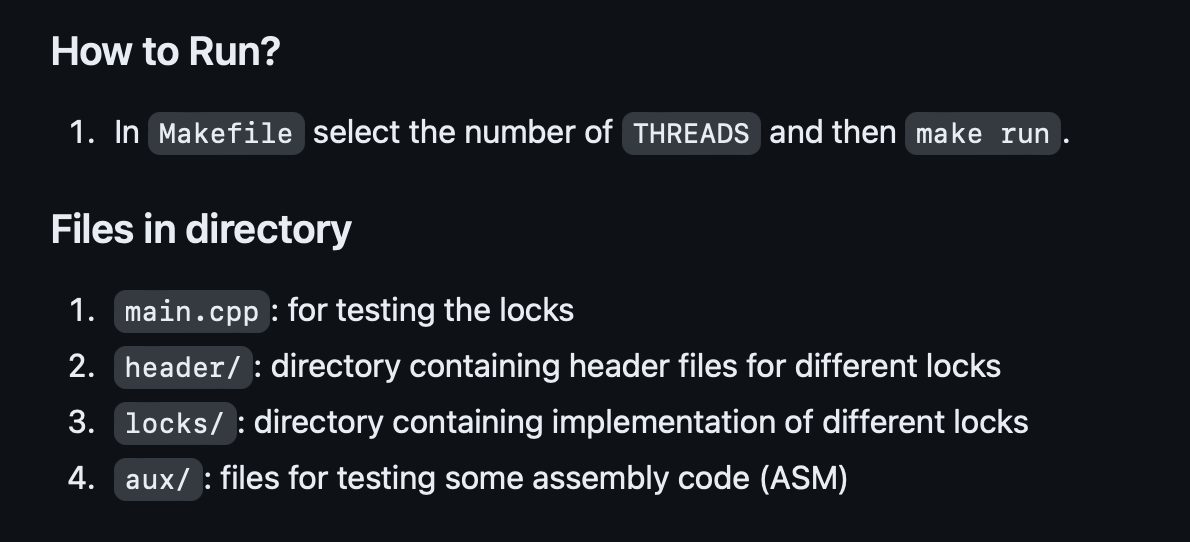 How to Run?
1. In Makefile select the number of THREADS and then make run.
Files in directory
1. main.cpp: for testing the locks
2. header/: directory containing header files for different locks
3. locks/: directory containing implementation of different locks
4. aux/: files for testing some assembly code (ASM)